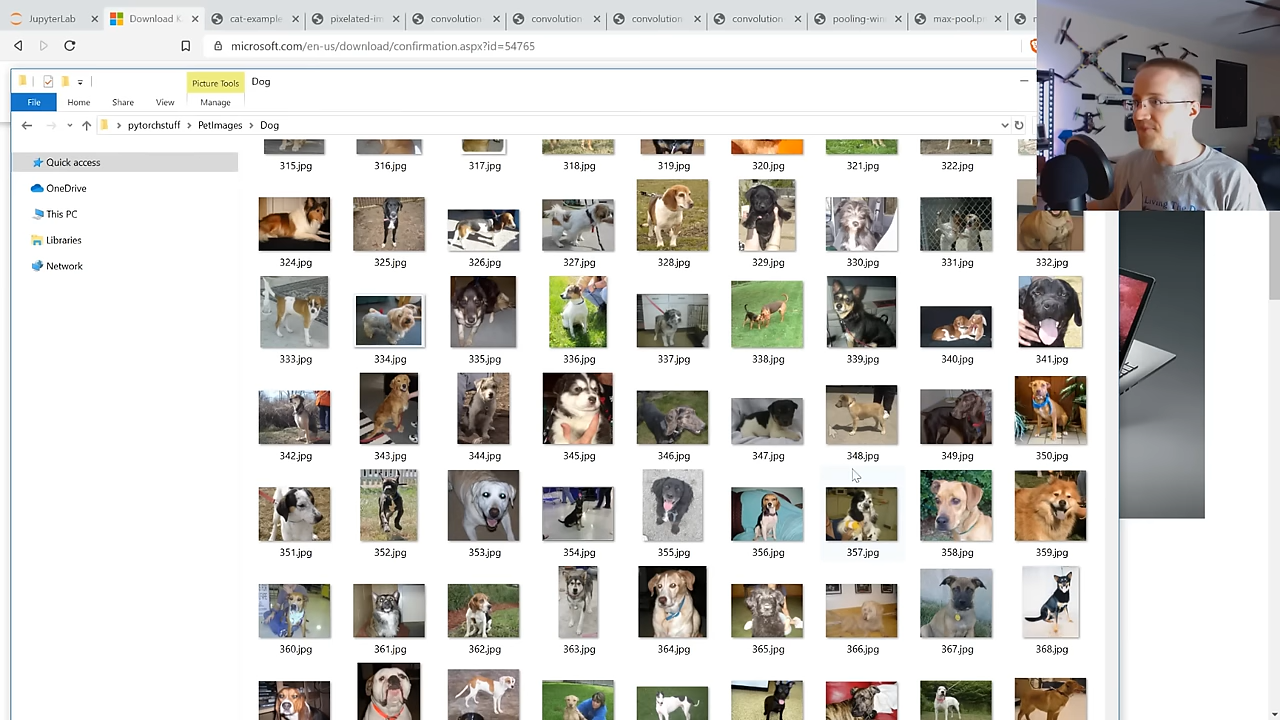 JupyterLab
Download K
cat-example
pixelated-im
convolution
convolution
convolution
convolution
pooling-win
max-pool.p
microsoft.com/en-us/download/confirmation.aspx?id=54765
Picture Tools
Dog
File
Home
Share
View
Manage
pytorchstuff
PetImages
Dog
Quick access
OneDrive
This PC
Libraries
Network
315.jpg 316.jpg 317.jpg 318.jpg 319.jpg 320.jpg 321.jpg 322.jpg
324.jpg 325.jpg 326.jpg 327.jpg 328.jpg 329.jpg 330.jpg 331.jpg 332.jpg
333.jpg 334.jpg 335.jpg 336.jpg 337.jpg 338.jpg 339.jpg 340.jpg 341.jpg
342.jpg 343.jpg 344.jpg 345.jpg 346.jpg 347.jpg 348.jpg 349.jpg 350.jpg
351.jpg 352.jpg 353.jpg 354.jpg 355.jpg 356.jpg 357.jpg 358.jpg 359.jpg
360.jpg 361.jpg 362.jpg 363.jpg 364.jpg 365.jpg 366.jpg 367.jpg 368.jpg
Living The D